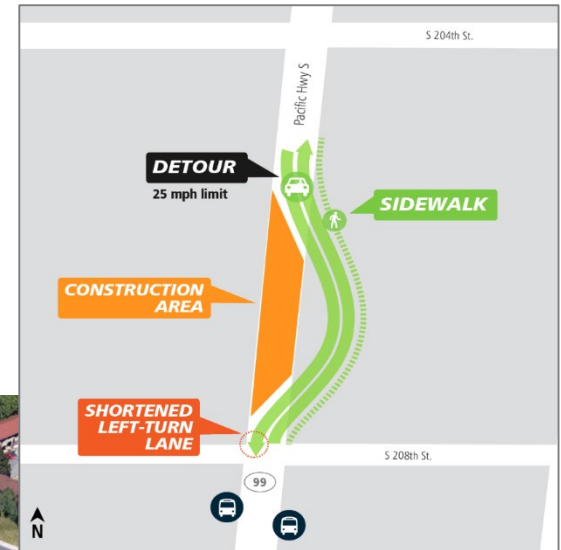 S 204th St.
Pacific Hwy S
DETOUR
25 mph limit
SIDEWALK
CONSTRUCTION
AREA
SHORTENED
LEFT-TURN
LANE
S 208th St.
99
N